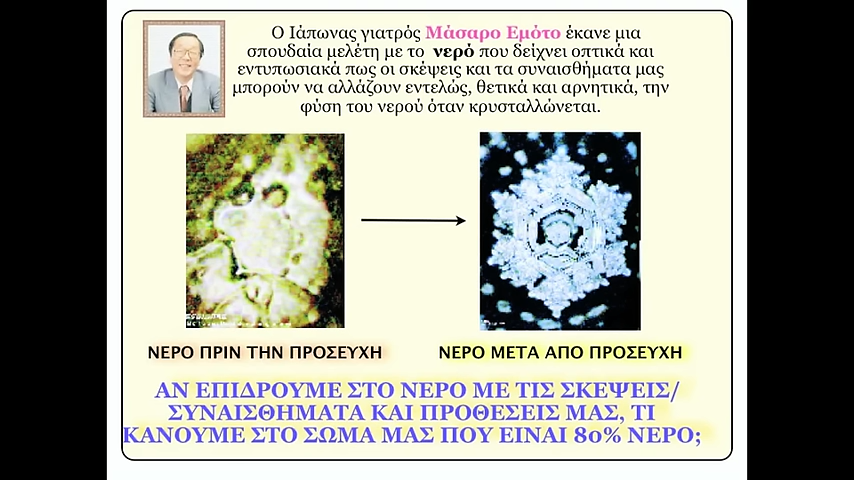 Ο Ιάπωνας γιατρός Μάσαρο Εμότο έκανε μια
σπουδαία μελέτη με το νερό που δείχνει οπτικά και
εντυπωσιακά πως οι σκέψεις και τα συναισθήματα μας
μπορούν να αλλάζουν εντελώς, θετικά και αρνητικά, την
φύση του νερού όταν κρυσταλλώνεται.
ΝΕΡΟ ΠΡΙΝ ΤΗΝ ΠΡΟΣΕΥΧΗ
ΝΕΡΟ ΜΕΤΑ ΑΠΟ ΠΡΟΣΕΥΧΗ
ΑΝ ΕΠΙΔΡΟΥΜΕ ΣΤΟ ΝΕΡΟ ΜΕ ΤΙΣ ΣΚΕΨΕΙΣ/
ΣΥΝΑΙΣΘΗΜΑΤΑ ΚΑΙ ΠΡΟΘΕΣΕΙΣ ΜΑΣ, ΤΙ
ΚΑΝΟΥΜΕ ΣΤΟ ΣΩΜΑ ΜΑΣ ΠΟΥ ΕΙΝΑΙ 80% ΝΕΡΟ;